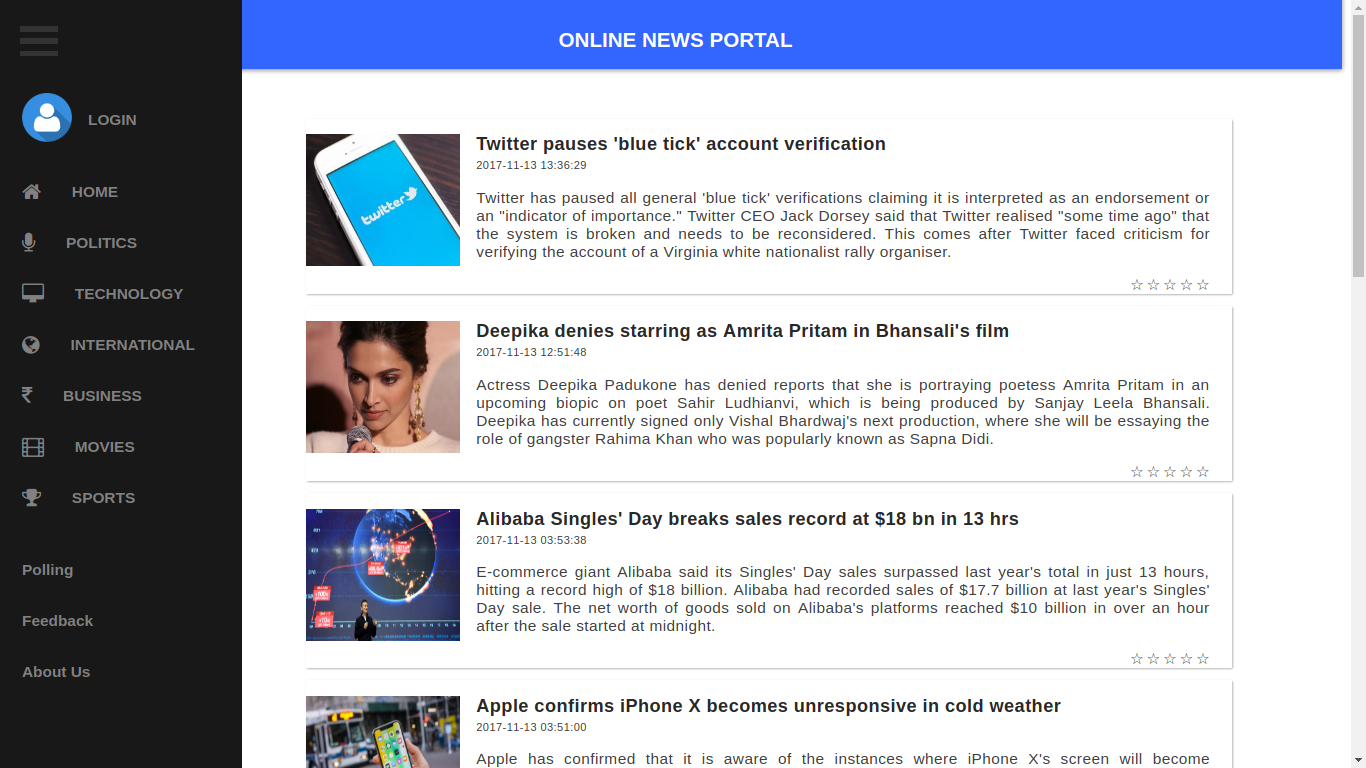 ONLINE NEWS PORTAL
LOGIN
HOME
POLITICS
TECHNOLOGY
INTERNATIONAL
BUSINESS
MOVIES
SPORTS
Polling
Feedback
About Us
twitter
Twitter pauses 'blue tick' account verification
2017-11-13 13:36:29
Twitter has paused all general 'blue tick' verifications claiming it is interpreted as an endorsement or
an "indicator of importance." Twitter CEO Jack Dorsey said that Twitter realised "some time ago" that
the system is broken and needs to be reconsidered. This comes after Twitter faced criticism for
verifying the account of a Virginia white nationalist rally organiser.
☆ ☆ ☆ ☆ ☆
Deepika denies starring as Amrita Pritam in Bhansali's film
2017-11-13 12:51:48
Actress Deepika Padukone has denied reports that she is portraying poetess Amrita Pritam in an
upcoming biopic on poet Sahir Ludhianvi, which is being produced by Sanjay Leela Bhansali.
Deepika has currently signed only Vishal Bhardwaj's next production, where she will be essaying the
role of gangster Rahima Khan who was popularly known as Sapna Didi.
☆ ☆ ☆ ☆ ☆
Alibaba Singles' Day breaks sales record at $18 bn in 13 hrs
2017-11-13 03:53:38
E-commerce giant Alibaba said its Singles' Day sales surpassed last year's total in just 13 hours,
hitting a record high of $18 billion. Alibaba had recorded sales of $17.7 billion at last year's Singles'
Day sale. The net worth of goods sold on Alibaba's platforms reached $10 billion in over an hour
after the sale started at midnight.
☆ ☆ ☆ ☆ ☆
Apple confirms iPhone X becomes unresponsive in cold weather
2017-11-13 03:51:00
Apple has confirmed that it is aware of the instances where iPhone X's screen will become